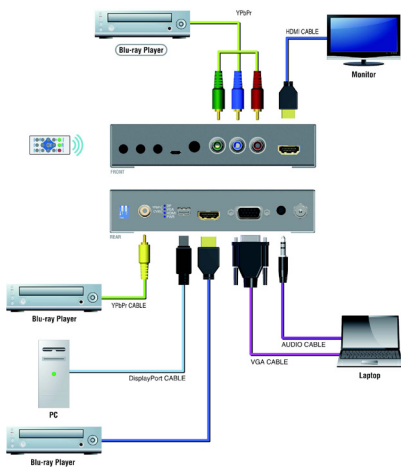 YPbPr
HDMI CABLE
Blu-ray Player
Monitor
FRONT
REAR
YPbPr CABLE
Blu-ray Player
AUDIO CABLE
VGA CABLE
Laptop
DisplayPort CABLE
PC
Blu-ray Player